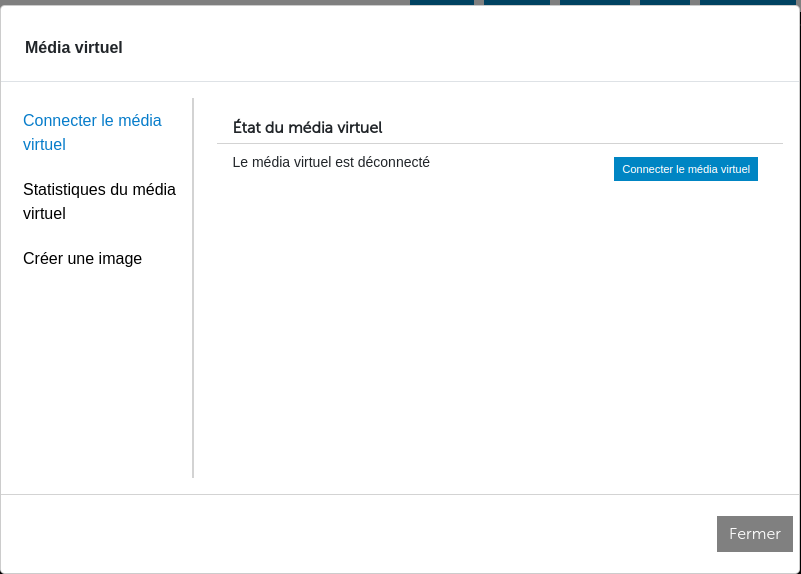 Média virtuel
Connecter le média
virtuel
Statistiques du média
virtuel
Créer une image
État du média virtuel
Le média virtuel est déconnecté
Connecter le média virtuel
Fermer